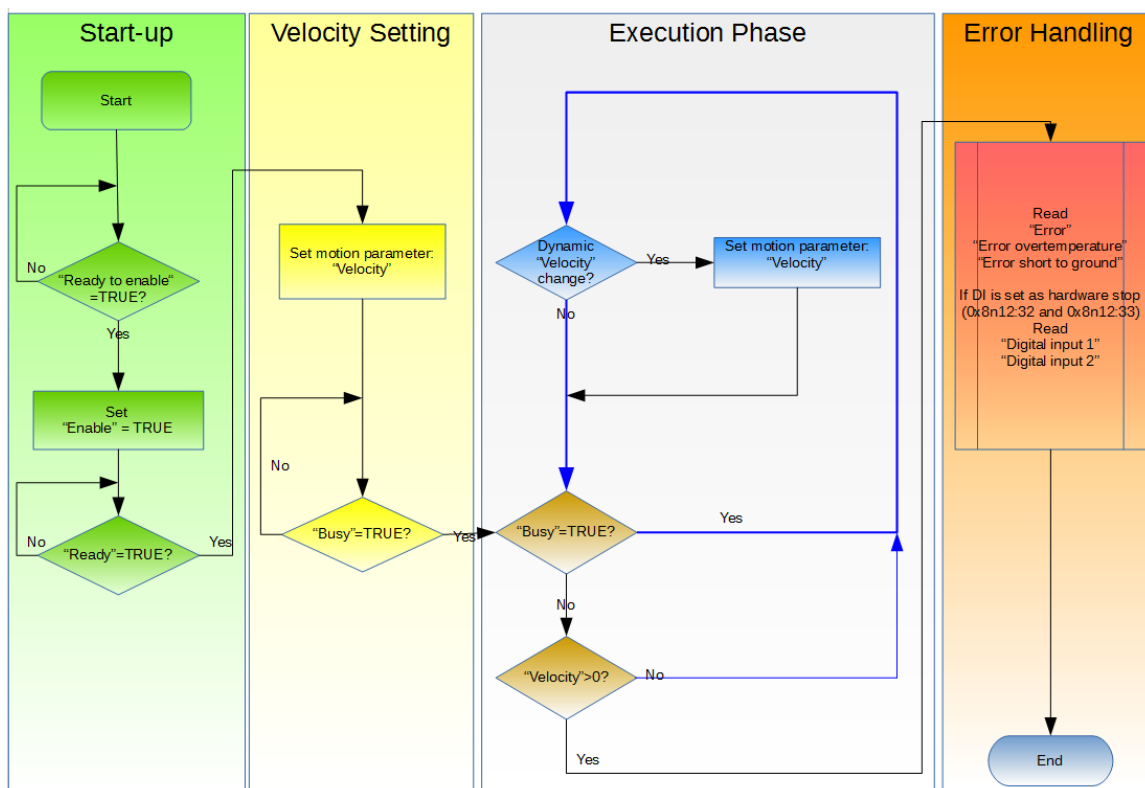 Start-up
Start
No
“Ready to enable“
=TRUE?
Yes
Set
“Enable” = TRUE
No
“Ready”=TRUE?
Yes
Velocity Setting
Set motion parameter:
“Velocity”
No
“Busy”=TRUE?
Yes
Execution Phase
Dynamic
“Velocity”
change?
Yes
Set motion parameter:
“Velocity”
No
“Busy”=TRUE?
Yes
No
“Velocity”>0?
No
Yes
Error Handling
Read
“Error”
“Error overtemperature”
“Error short to ground”
If DI is set as hardware stop
(0x8n12:32 and 0x8n12:33)
Read
“Digital input 1”
“Digital input 2”
End